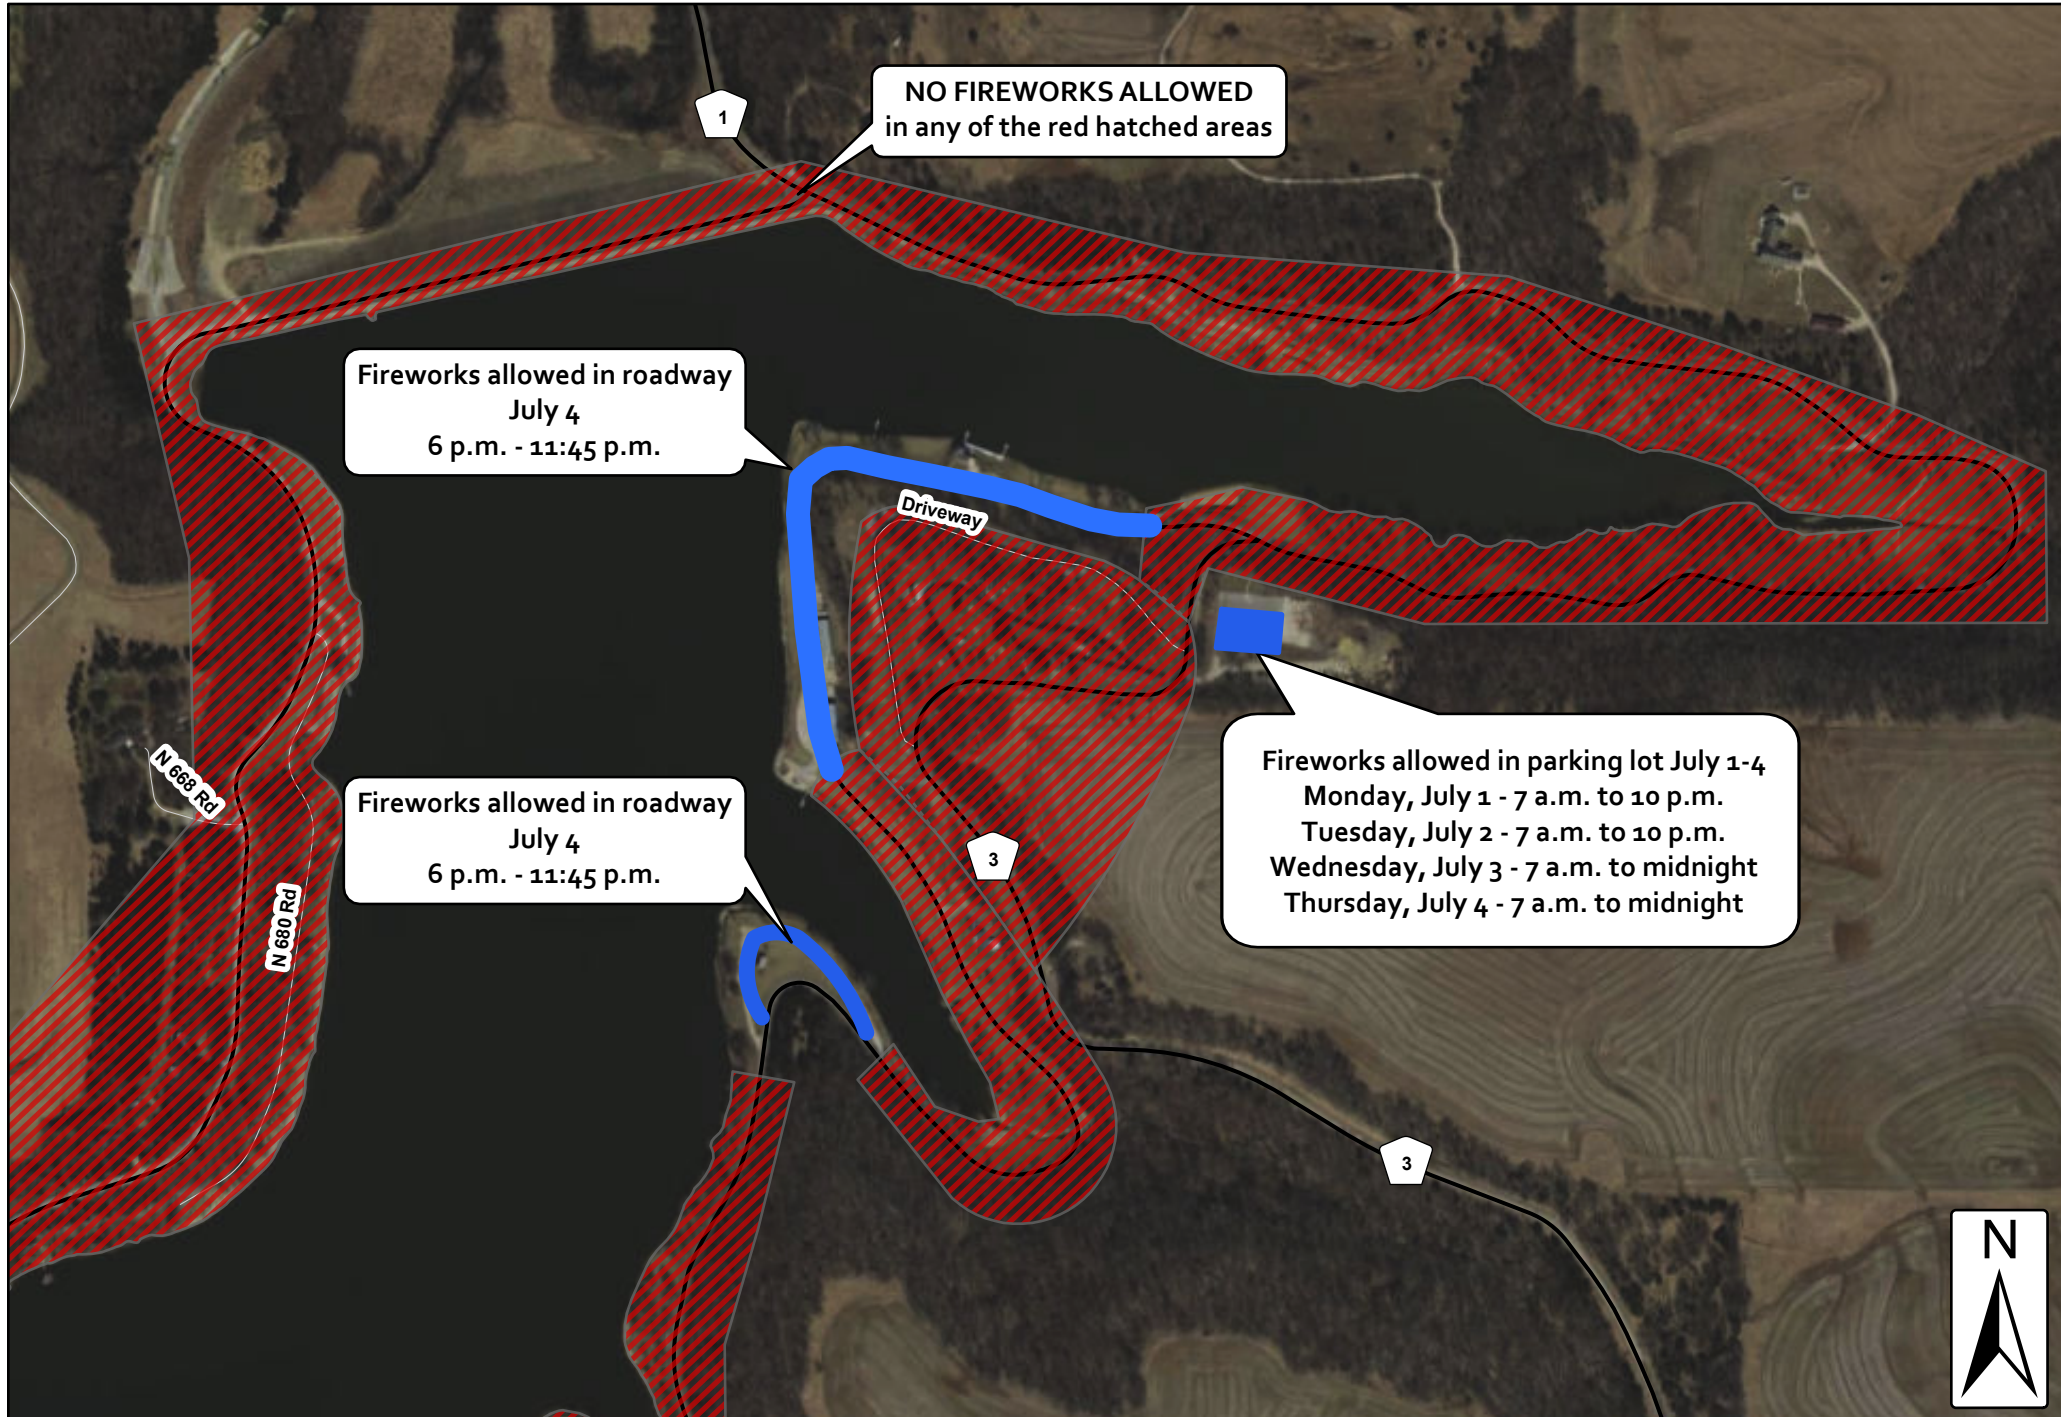 1
NO FIREWORKS ALLOWED
in any of the red hatched areas
Fireworks allowed in roadway
July 4
6 p.m. - 11:45 p.m.
Driveway
Fireworks allowed in parking lot July 1-4
Monday, July 1 - 7 a.m. to 10 p.m.
Tuesday, July 2 - 7 a.m. to 10 p.m.
Wednesday, July 3 - 7 a.m. to midnight
Thursday, July 4 - 7 a.m. to midnight
N 668 Rd
Fireworks allowed in roadway
July 4
6 p.m. - 11:45 p.m.
3
N 680 Rd
3
N